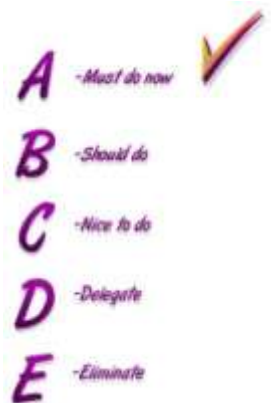 A -Must do now
B -Should do
C -Nice to do
D -Delegate
E -Eliminate